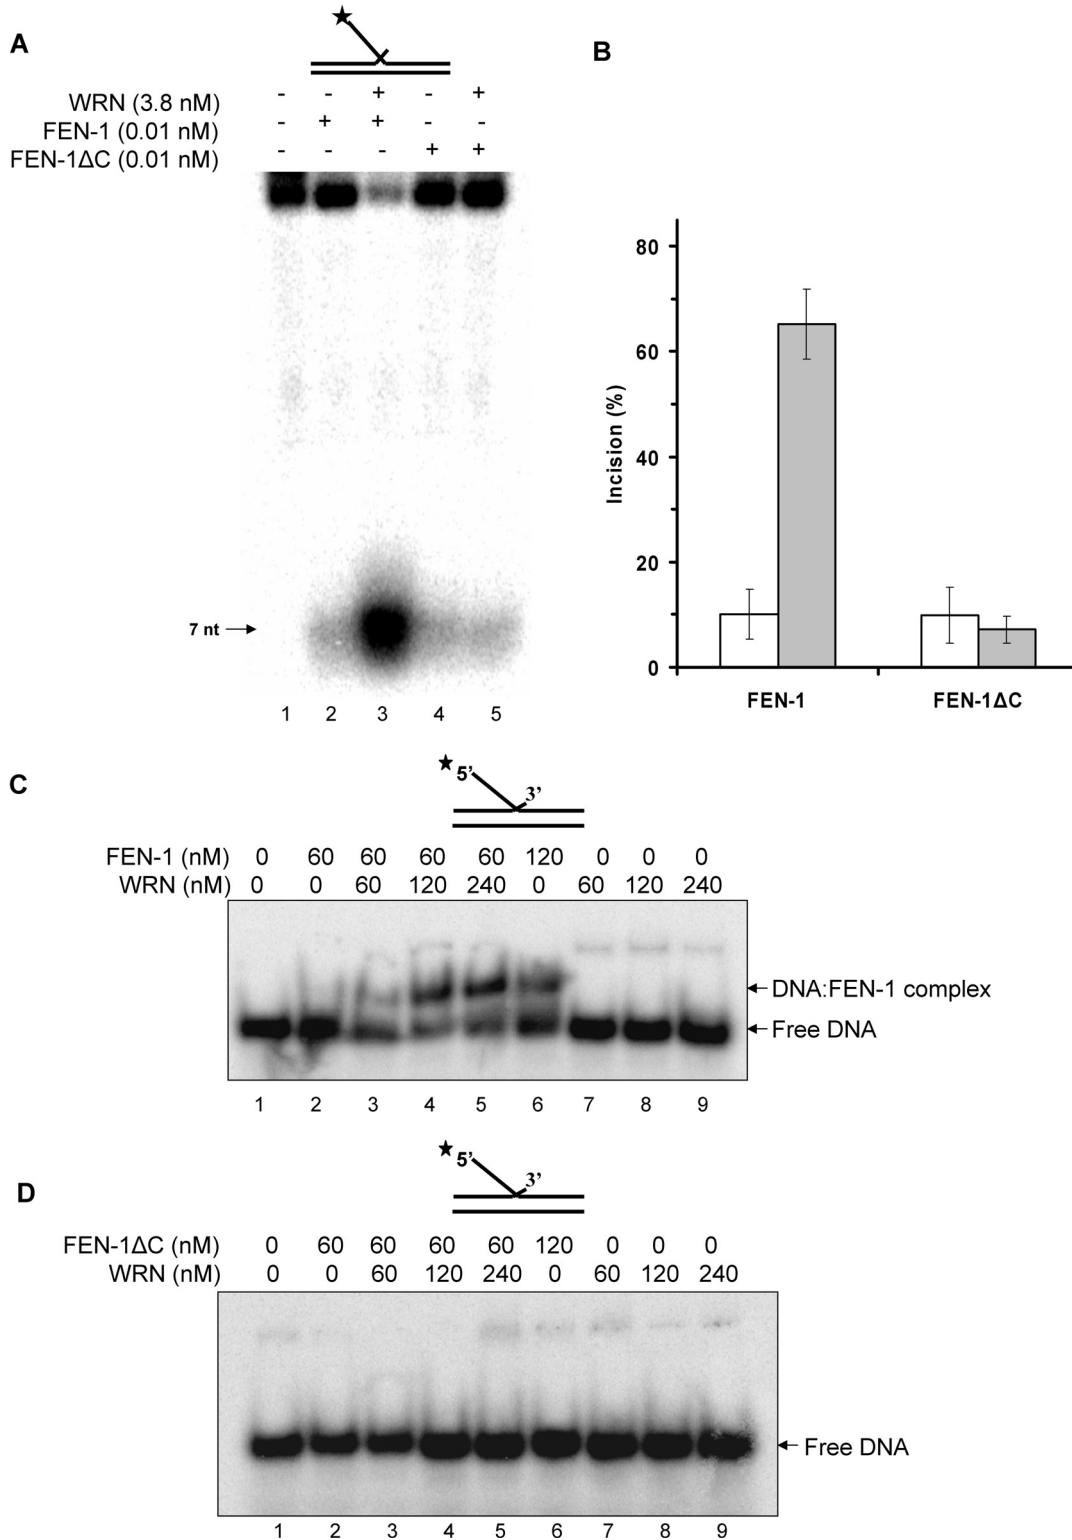 A
WRN (3.8 nM) - - + - +
FEN-1 (0.01 nM) - + + - -
FEN-1ΔC (0.01 nM) - - - + +
7 nt
1 2 3 4 5
B
Incision (%)
80
60
40
20
0
FEN-1 FEN-1ΔC
C
5’ 3’
FEN-1 (nM) 0 60 60 60 60 120 0 0 0
WRN (nM) 0 0 60 120 240 0 60 120 240
DNA:FEN-1 complex
Free DNA
1 2 3 4 5 6 7 8 9
D
5’ 3’
FEN-1ΔC (nM) 0 60 60 60 60 120 0 0 0
WRN (nM) 0 0 60 120 240 0 60 120 240
Free DNA
1 2 3 4 5 6 7 8 9